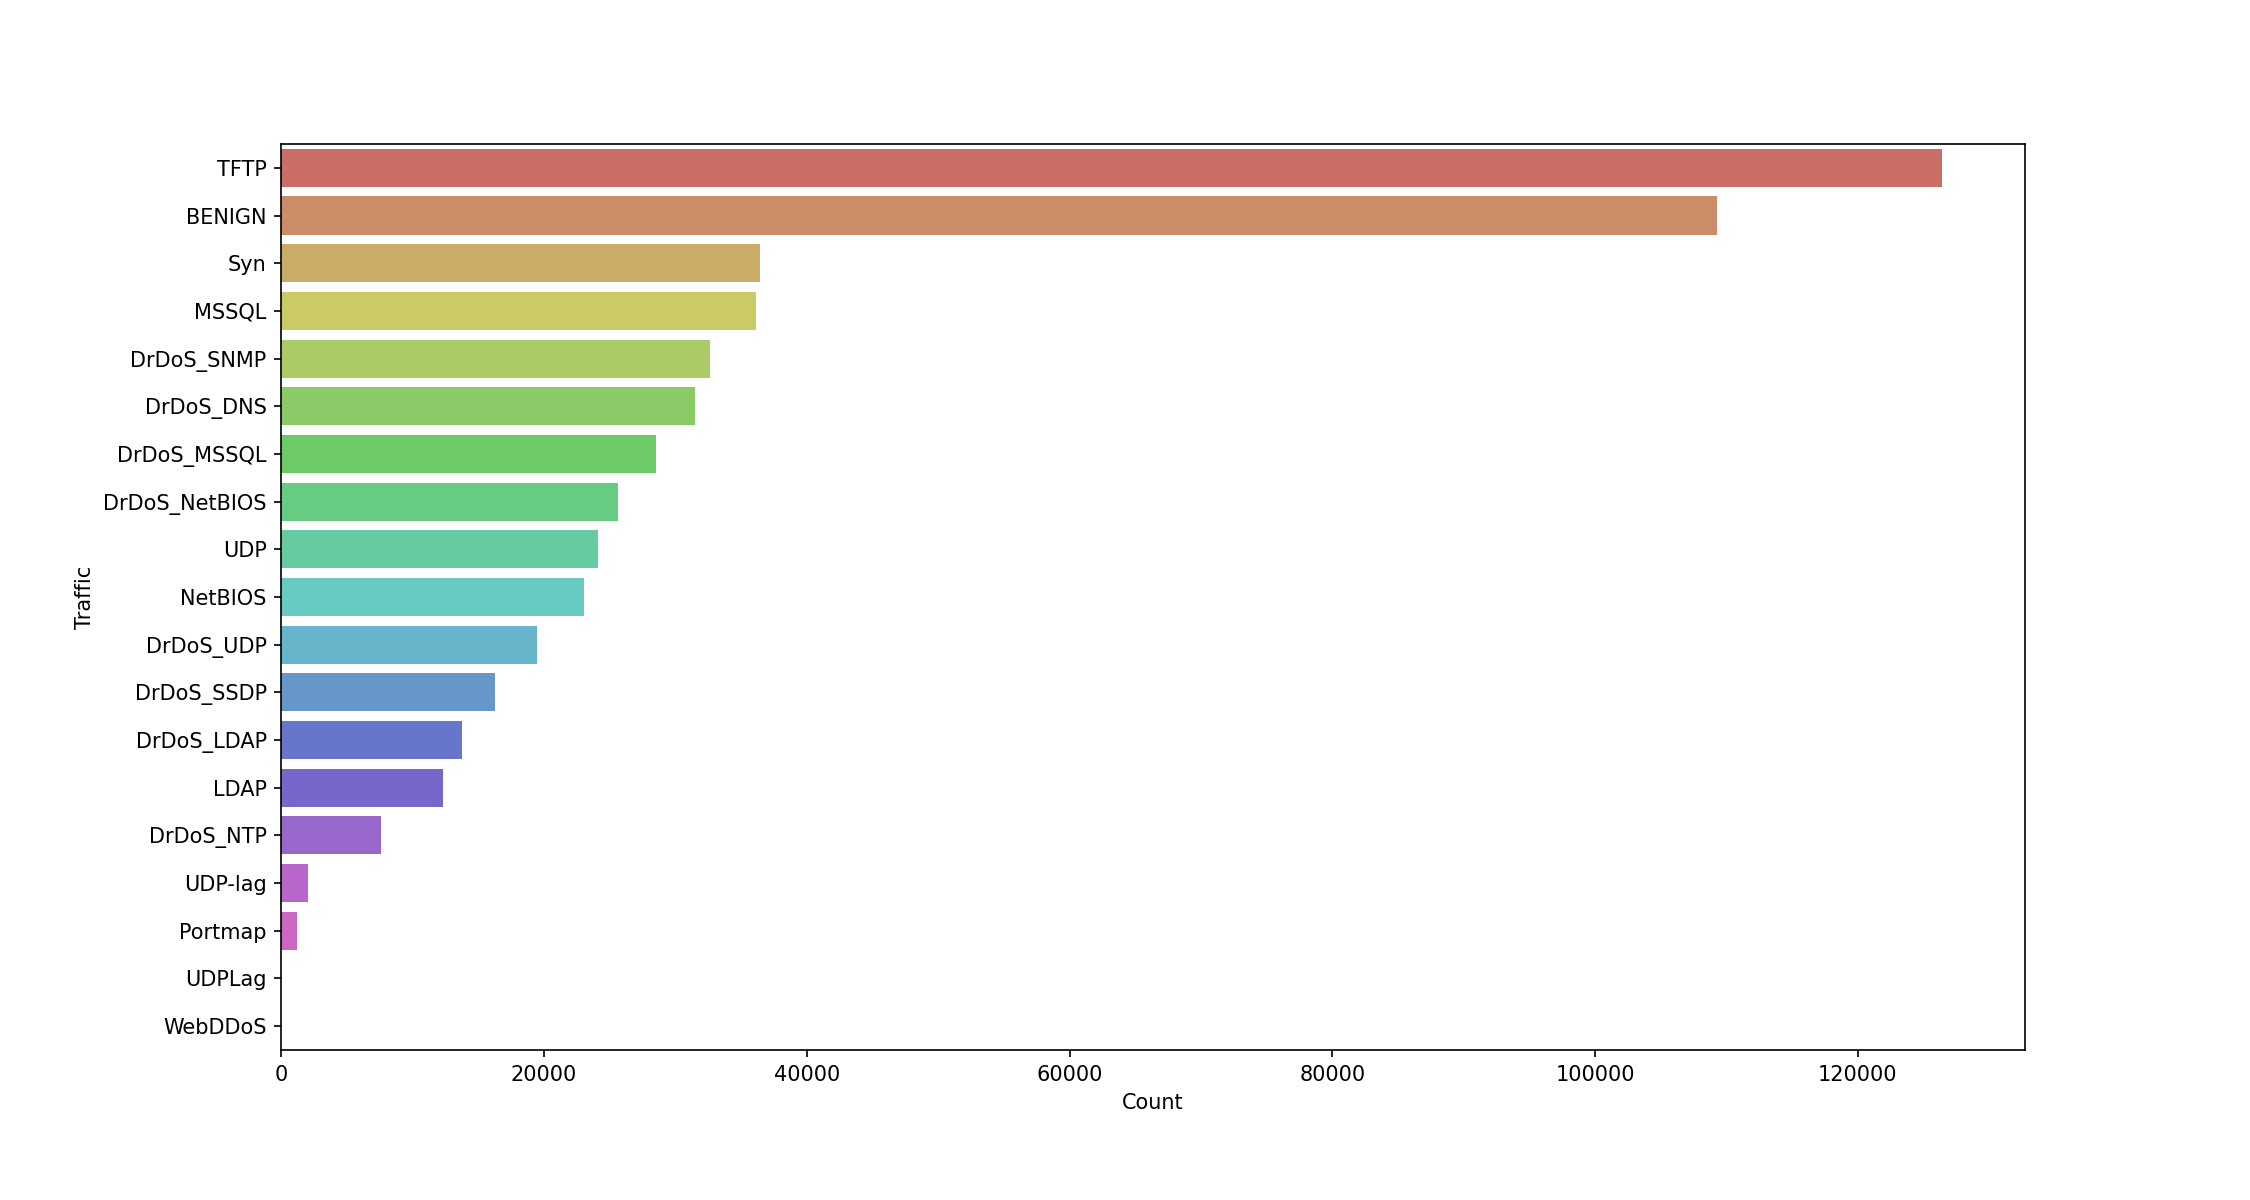 TFTP
BENIGN
Syn
MSSQL
DrDoS_SNMP
DrDoS_DNS
DrDoS_MSSQL
DrDoS_NetBIOS
UDP
NetBIOS
DrDoS_UDP
DrDoS_SSDP
DrDoS_LDAP
LDAP
DrDoS_NTP
UDP-lag
Portmap
UDPLag
WebDDoS
Traffic
0 20000 40000 60000 80000 100000 120000
Count